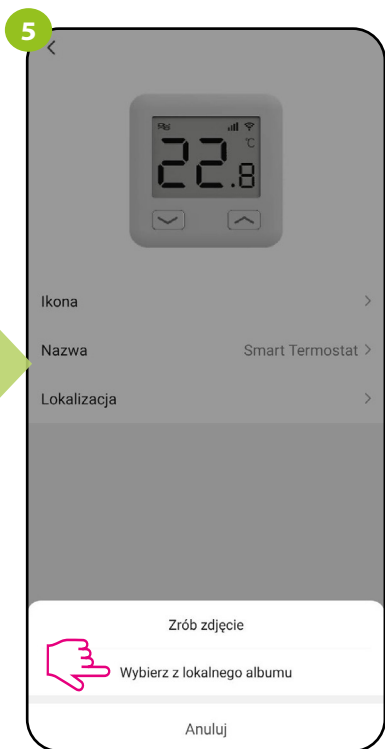 5
22.8
°C
Ikona
Nazwa Smart Termostat
Lokalizacja
Zrób zdjęcie
Wybierz z lokalnego albumu
Anuluj